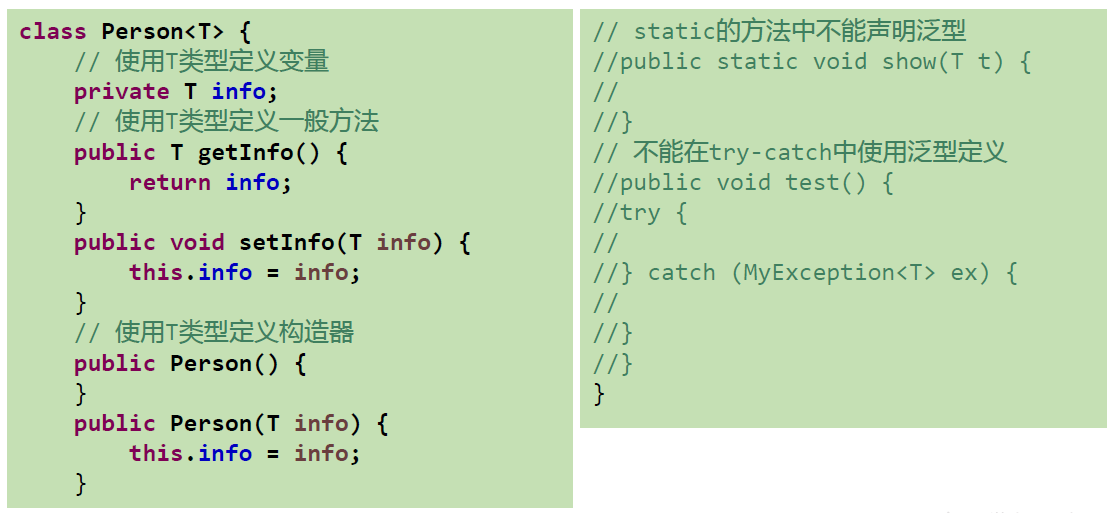 class Person<T> {
// 使用T类型定义变量
private T info;
// 使用T类型定义一般方法
public T getInfo() {
return info;
}
public void setInfo(T info) {
this.info = info;
}
// 使用T类型定义构造器
public Person() {
}
public Person(T info) {
this.info = info;
}
// static的方法中不能声明泛型
//public static void show(T t) {
//
//}
// 不能在try-catch中使用泛型定义
//public void test() {
//try {
//
//} catch (MyException<T> ex) {
//
//}
//}
}